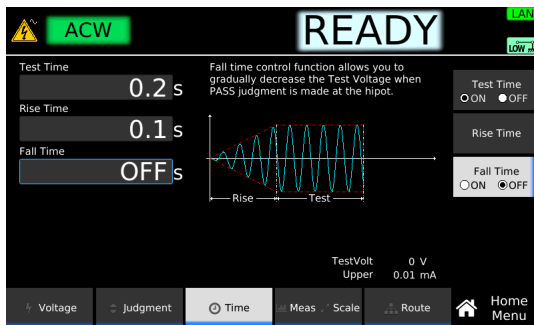 ACW
READY
LAN
LOW
Test Time
0.2 s
Rise Time
0.1 s
Fall Time
OFF s
Fall time control function allows you to
gradually decrease the Test Voltage when
PASS judgment is made at the hipot.
Rise
Test
TestVolt 0 V
Upper 0.01 mA
Test Time
ON OFF
Rise Time
Fall Time
ON OFF
Voltage
Judgment
Time
Meas Scale
Route
Home
Menu